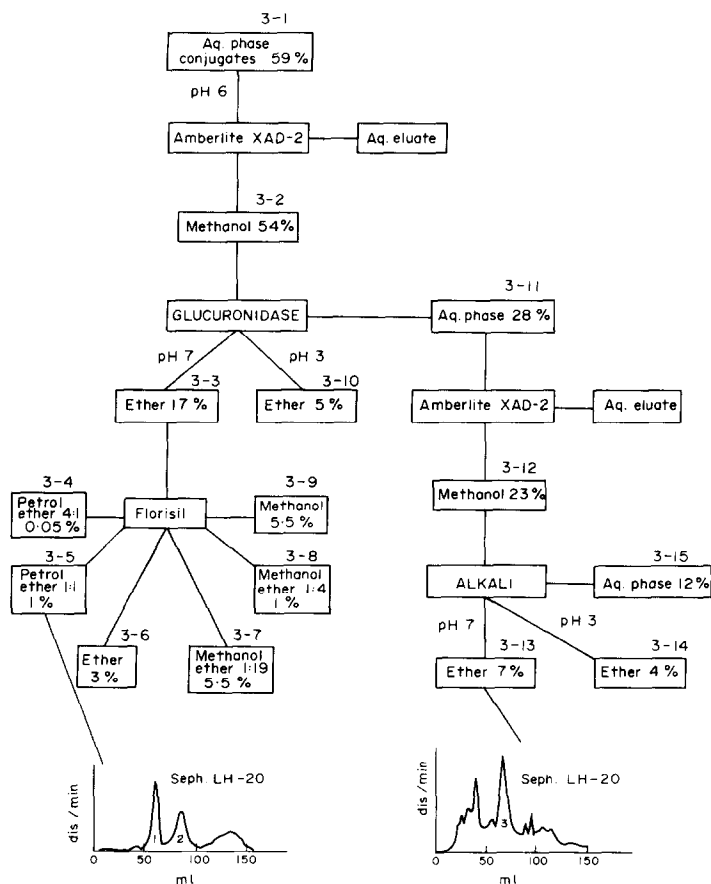 3-1
Aq. phase
conjugates 59%
pH 6
Amberlite XAD-2
Aq. eluate
3-2
Methanol 54%
GLUCURONIDASE
3-11
Aq. phase 28%
pH 7
pH 3
3-3
Ether 17%
3-10
Ether 5%
Amberlite XAD-2
Aq. eluate
3-4
Petrol
ether 4:1
0·05%
Florisil
3-9
Methanol
5·5%
3-12
Methanol 23%
3-5
Petrol
ether 1:1
1%
3-8
Methanol
ether 1:4
1%
ALKALI
3-15
Aq. phase 12%
3-6
Ether
3%
3-7
Methanol
ether 1:19
5·5%
pH 7
pH 3
3-13
Ether 7%
3-14
Ether 4%
Seph. LH-20
dis/min
1
2
0
50
100
150
ml
Seph. LH-20
dis/min
3
0
50
100
150
ml